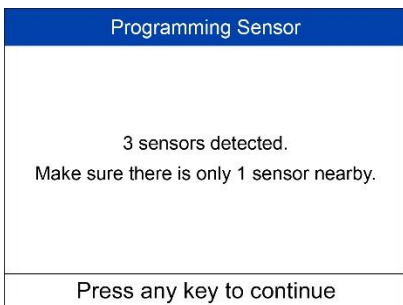 Programming Sensor
3 sensors detected.
Make sure there is only 1 sensor nearby.
Press any key to continue